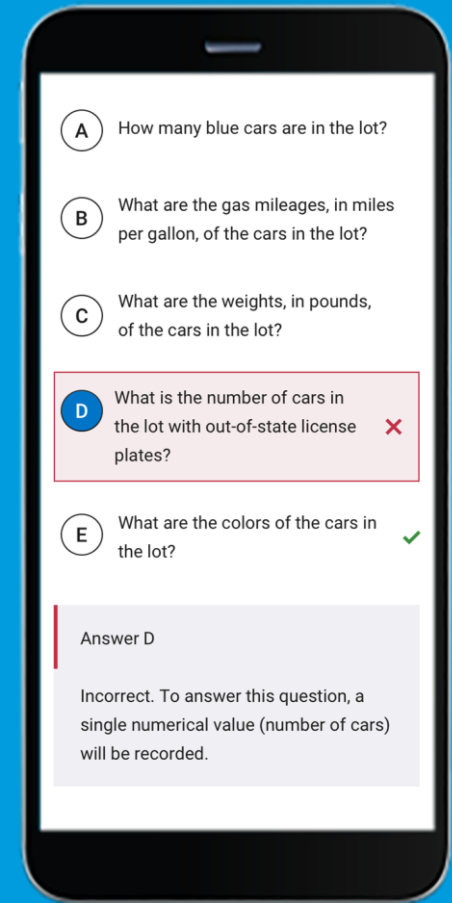 A
How many blue cars are in the lot?
B
What are the gas mileages, in miles
per gallon, of the cars in the lot?
C
What are the weights, in pounds,
of the cars in the lot?
D
What is the number of cars in
the lot with out-of-state license
plates?
E
What are the colors of the cars in
the lot?
Answer D
Incorrect. To answer this question, a
single numerical value (number of cars)
will be recorded.